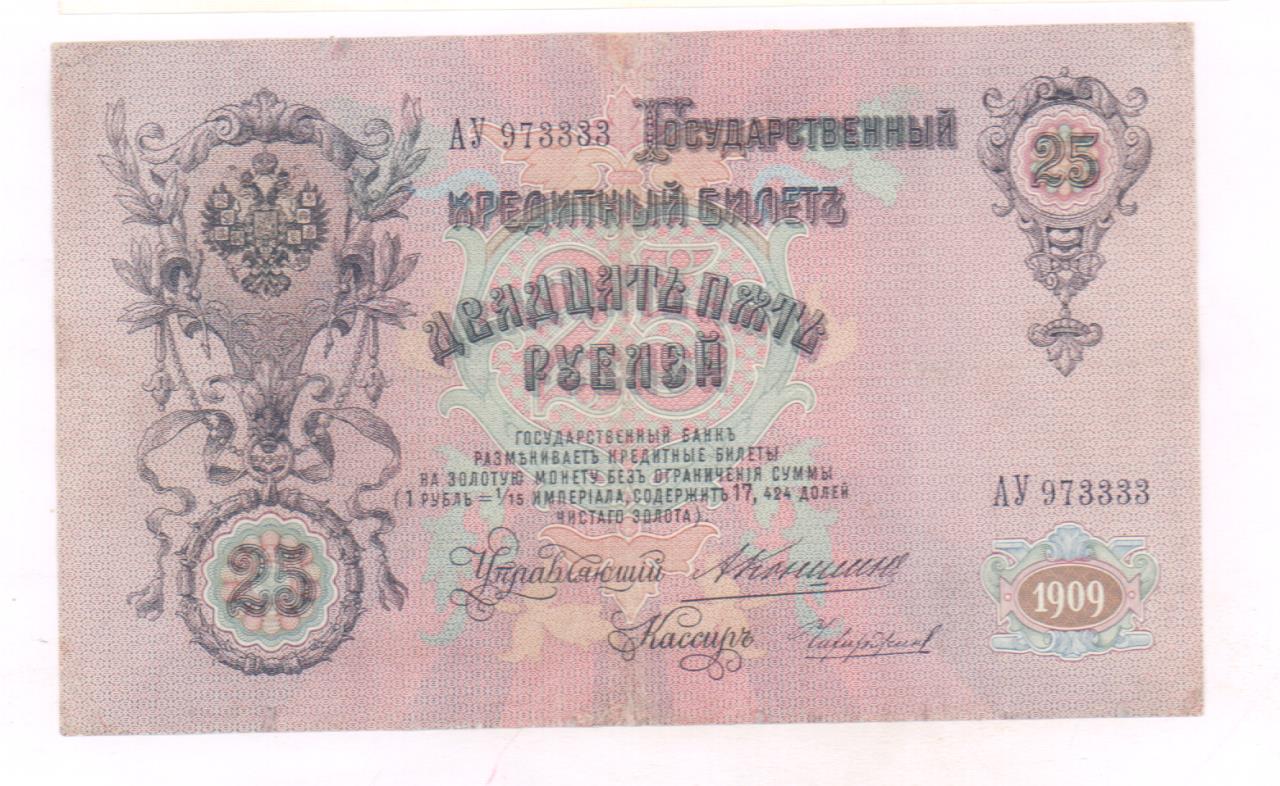 АУ 973333 ГОСУДАРСТВЕННЫЙ
КРЕДИТНЫЙ БИЛЕТЪ
25
ДВАДЦАТЬ ПЯТЬ
РУБЛЕЙ
25
ГОСУДАРСТВЕННЫЙ БАНКЪ
РАЗМѢНИВАЕТЪ КРЕДИТНЫЕ БИЛЕТЫ
НА ЗОЛОТУЮ МОНЕТУ БЕЗЪ ОГРАНИЧЕНІЯ СУММЫ
(1 РУБЛЬ = 1/15 ИМПЕРІАЛА, СОДЕРЖИТЪ 17, 424 ДОЛЕЙ
ЧИСТАГО ЗОЛОТА).
АУ 973333
25
Управляющій АКоншинъ
1909
Кассиръ